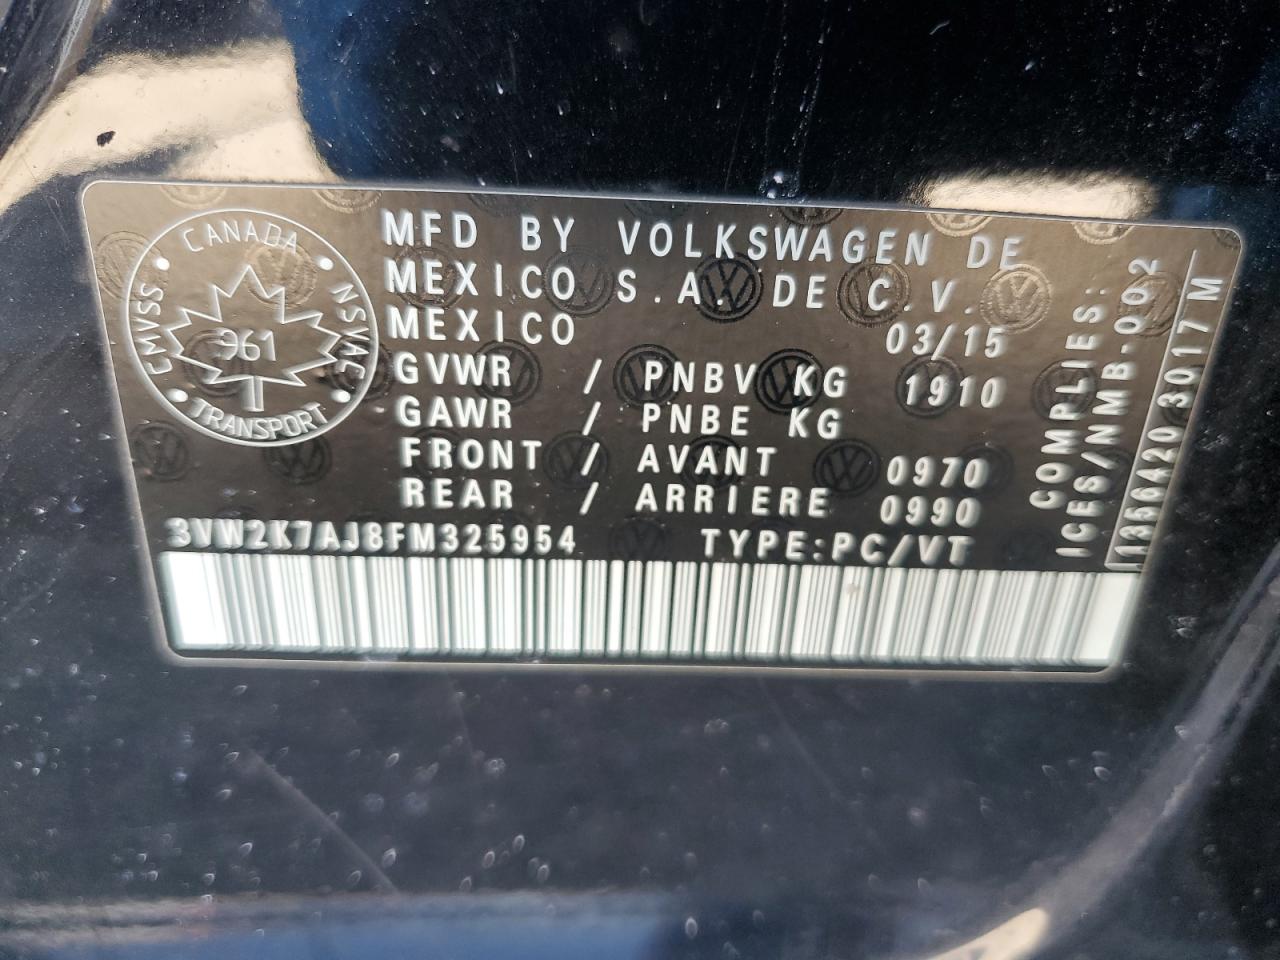 CANADA
CMVSS
NSVAC
961
TRANSPORT
MFD BY VOLKSWAGEN DE
MEXICO S.A. DE C.V.
MEXICO 03/15
GVWR / PNBV KG 1910
GAWR / PNBE KG
FRONT / AVANT 0970
REAR / ARRIERE 0990
3VW2K7AJ8FM325954 TYPE:PC/VT
COMPLIES:
ICES/NMB-002
1356420 3017 M